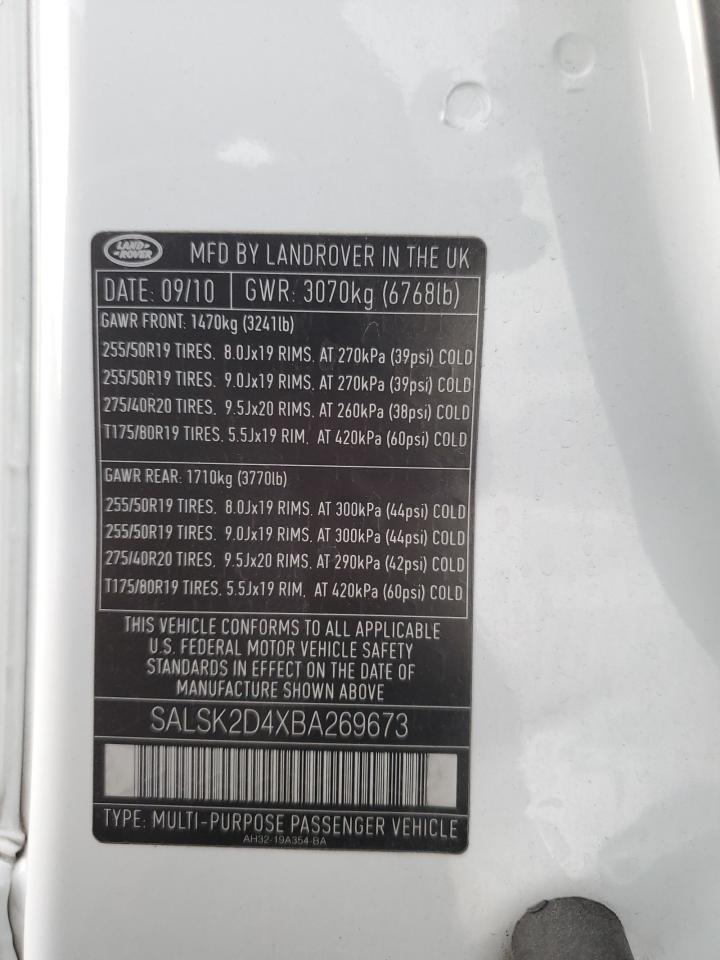 LAND ROVER
MFD BY LANDROVER IN THE UK
DATE: 09/10 GWR: 3070kg (6768lb)
GAWR FRONT: 1470kg (3241lb)
255/50R19 TIRES. 8.0Jx19 RIMS. AT 270kPa (39psi) COLD
255/50R19 TIRES. 9.0Jx19 RIMS. AT 270kPa (39psi) COLD
275/40R20 TIRES. 9.5Jx20 RIMS. AT 260kPa (38psi) COLD
T175/80R19 TIRES. 5.5Jx19 RIM. AT 420kPa (60psi) COLD
GAWR REAR: 1710kg (3770lb)
255/50R19 TIRES. 8.0Jx19 RIMS. AT 300kPa (44psi) COLD
255/50R19 TIRES. 9.0Jx19 RIMS. AT 300kPa (44psi) COLD
275/40R20 TIRES. 9.5Jx20 RIMS. AT 290kPa (42psi) COLD
T175/80R19 TIRES. 5.5Jx19 RIM. AT 420kPa (60psi) COLD
THIS VEHICLE CONFORMS TO ALL APPLICABLE
U.S. FEDERAL MOTOR VEHICLE SAFETY
STANDARDS IN EFFECT ON THE DATE OF
MANUFACTURE SHOWN ABOVE
SALSK2D4XBA269673
TYPE: MULTI-PURPOSE PASSENGER VEHICLE
AH32-19A354-BA